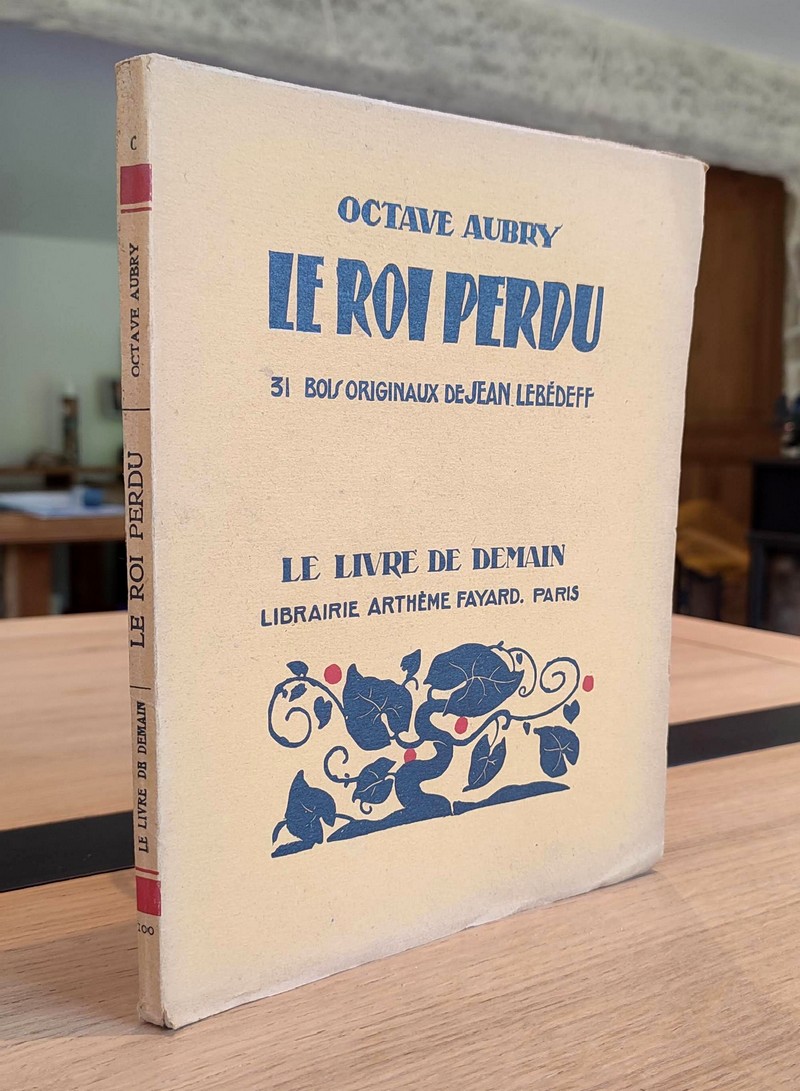 OCTAVE AUBRY
LE ROI PERDU
31 BOIS ORIGINAUX DE JEAN LEBÉDEFF
LE LIVRE DE DEMAIN
LIBRAIRIE ARTHÈME FAYARD. PARIS
C
OCTAVE AUBRY
LE ROI PERDU
LE LIVRE DE DEMAIN